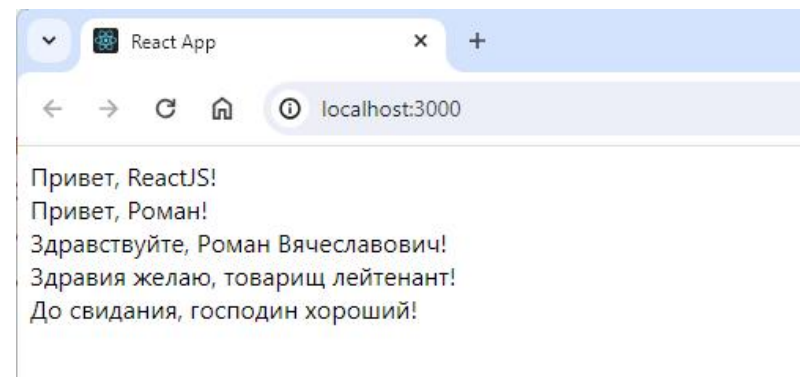 React App
localhost:3000
Привет, ReactJS!
Привет, Роман!
Здравствуйте, Роман Вячеславович!
Здравия желаю, товарищ лейтенант!
До свидания, господин хороший!